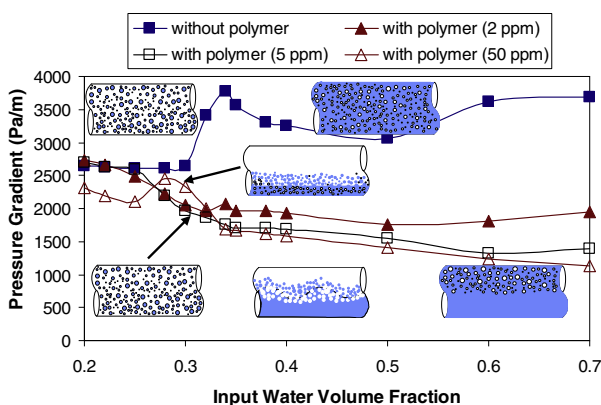 without polymer
with polymer (2 ppm)
with polymer (5 ppm)
with polymer (50 ppm)
Pressure Gradient (Pa/m)
4000
3500
3000
2500
2000
1500
1000
500
0
0.2 0.3 0.4 0.5 0.6 0.7
Input Water Volume Fraction